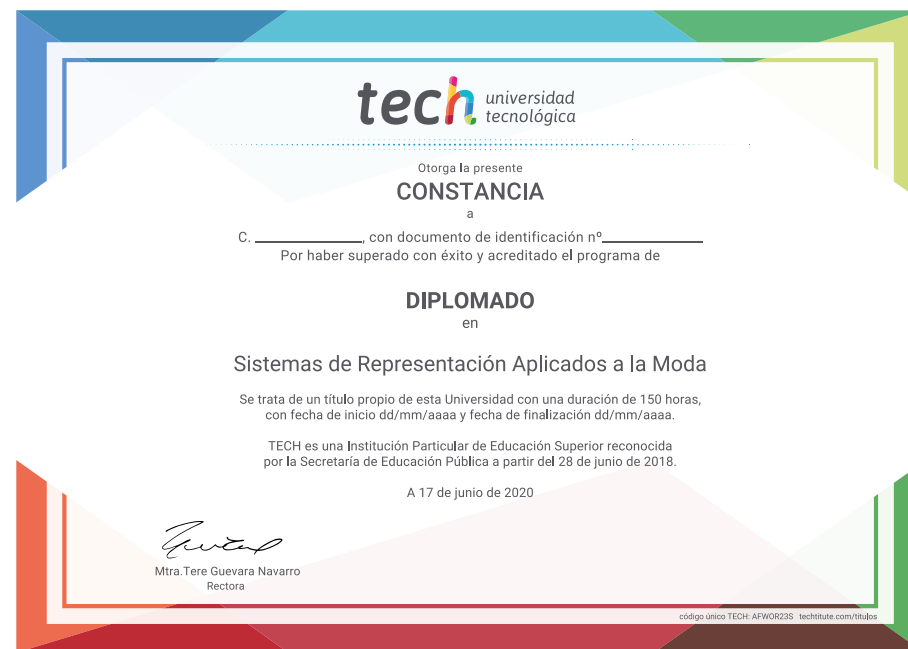 tech universidad
tecnológica
Otorga la presente
CONSTANCIA
a
C. ____________, con documento de identificación nº____________
Por haber superado con éxito y acreditado el programa de
DIPLOMADO
en
Sistemas de Representación Aplicados a la Moda
Se trata de un título propio de esta Universidad con una duración de 150 horas,
con fecha de inicio dd/mm/aaaa y fecha de finalización dd/mm/aaaa.
TECH es una Institución Particular de Educación Superior reconocida
por la Secretaría de Educación Pública a partir del 28 de junio de 2018.
A 17 de junio de 2020
Mtra.Tere Guevara Navarro
Rectora
código único TECH: AFWOR23S techtitute.com/titulos